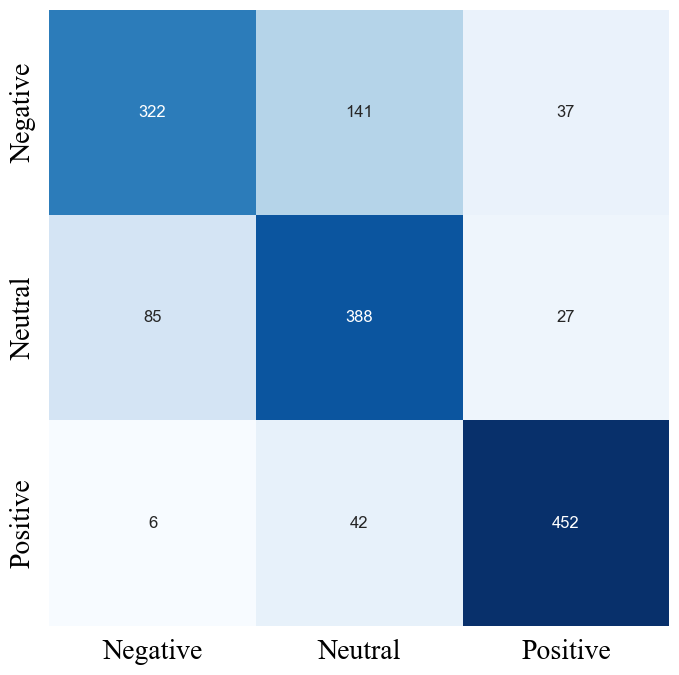 Negative
322 141 37
Neutral
85 388 27
Positive
6 42 452
Negative Neutral Positive